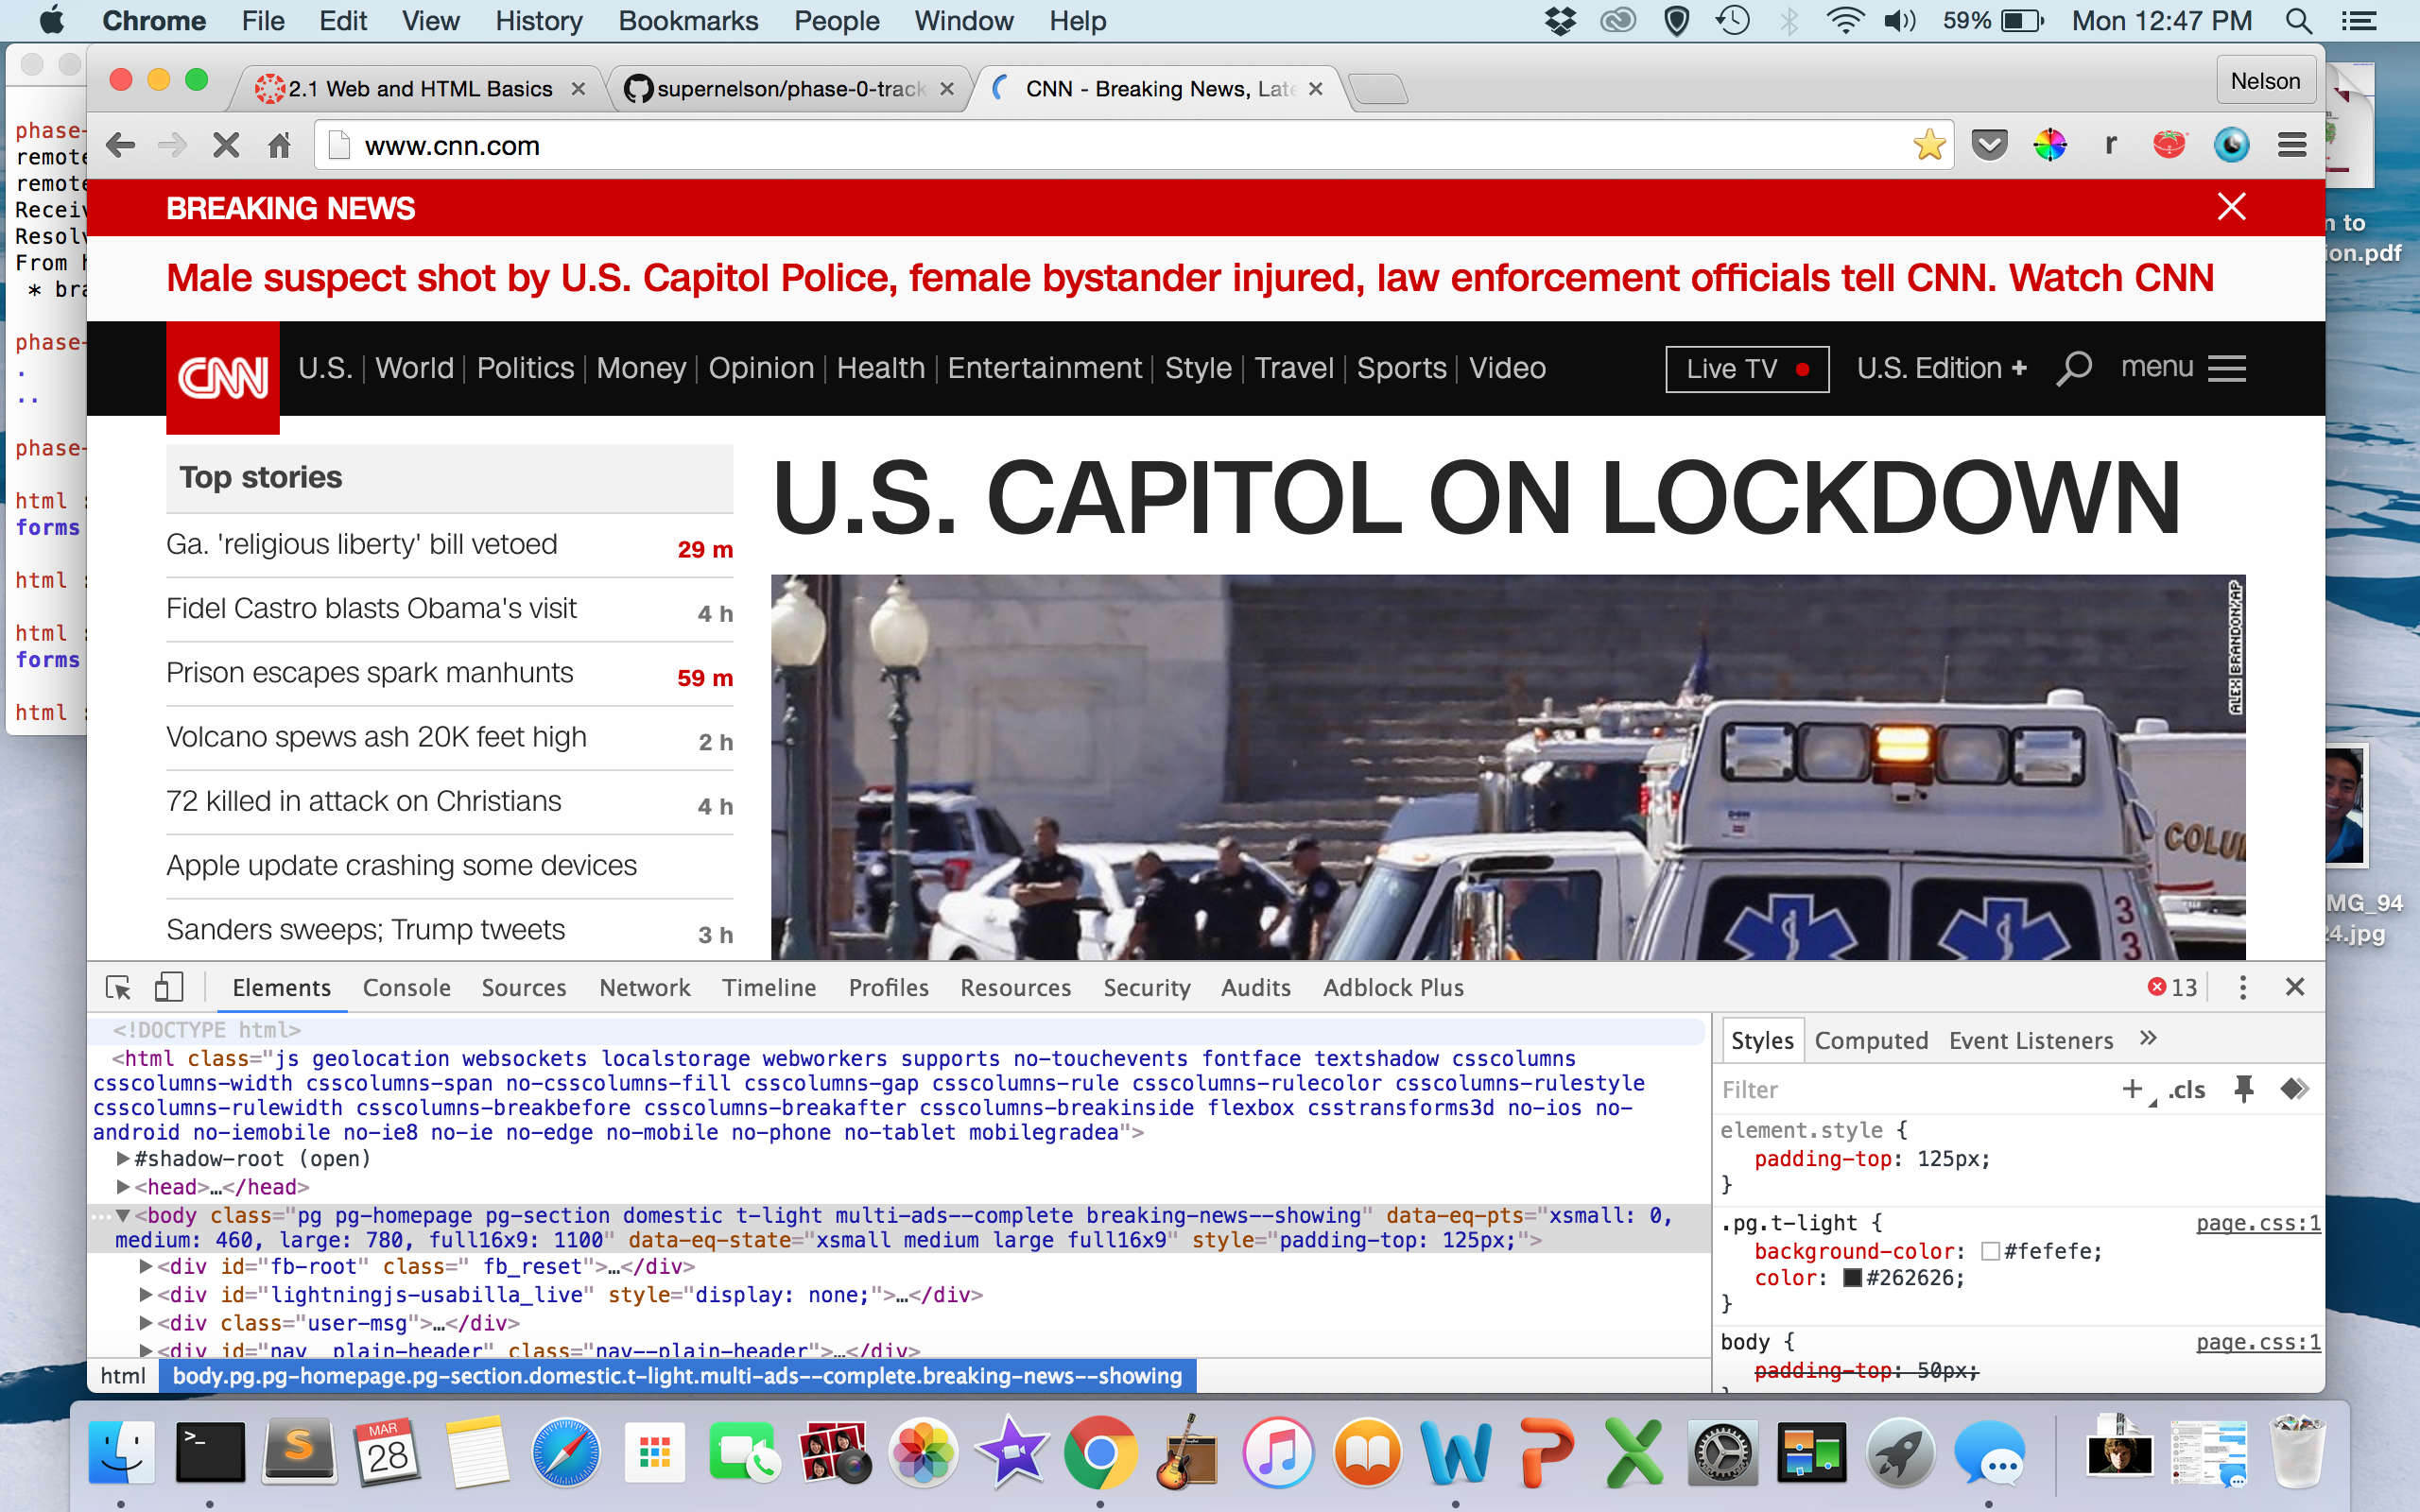 Chrome File Edit View History Bookmarks People Window Help 59% Mon 12:47 PM
2.1 Web and HTML Basics supernelson/phase-0-track CNN - Breaking News, Late Nelson
www.cnn.com r
phase-
remote
remote
Receiv
Resolv
From h
* bra
phase-
.
..
phase-
html :
forms
html :
html :
forms
html :
n to
ion.pdf
MG_94
24.jpg
BREAKING NEWS
Male suspect shot by U.S. Capitol Police, female bystander injured, law enforcement officials tell CNN. Watch CNN
CNN U.S. World Politics Money Opinion Health Entertainment Style Travel Sports Video Live TV U.S. Edition + menu
Top stories
Ga. 'religious liberty' bill vetoed 29 m
Fidel Castro blasts Obama's visit 4 h
Prison escapes spark manhunts 59 m
Volcano spews ash 20K feet high 2 h
72 killed in attack on Christians 4 h
Apple update crashing some devices
Sanders sweeps; Trump tweets 3 h
U.S. CAPITOL ON LOCKDOWN
ALEX BRANDON/AP
COLU
33
Elements Console Sources Network Timeline Profiles Resources Security Audits Adblock Plus 13
<!DOCTYPE html>
<html class="js geolocation websockets localstorage webworkers supports no-touchevents fontface textshadow csscolumns
csscolumns-width csscolumns-span no-csscolumns-fill csscolumns-gap csscolumns-rule csscolumns-rulecolor csscolumns-rulestyle
csscolumns-rulewidth csscolumns-breakbefore csscolumns-breakafter csscolumns-breakinside flexbox csstransforms3d no-ios no-
android no-iemobile no-ie8 no-ie no-edge no-mobile no-phone no-tablet mobilegradea">
▶#shadow-root (open)
▶<head>…</head>
…▼<body class="pg pg-homepage pg-section domestic t-light multi-ads--complete breaking-news--showing" data-eq-pts="xsmall: 0,
medium: 460, large: 780, full16x9: 1100" data-eq-state="xsmall medium large full16x9" style="padding-top: 125px;">
▶<div id="fb-root" class=" fb_reset">…</div>
▶<div id="lightningjs-usabilla_live" style="display: none;">…</div>
▶<div class="user-msg">…</div>
▶<div id="nav__plain-header" class="nav--plain-header">…</div>
html body.pg.pg-homepage.pg-section.domestic.t-light.multi-ads--complete.breaking-news--showing
Styles Computed Event Listeners »
Filter + .cls
element.style {
padding-top: 125px;
}
.pg.t-light { page.css:1
background-color: #fefefe;
color: #262626;
}
body { page.css:1
padding-top: 50px;
MAR
28